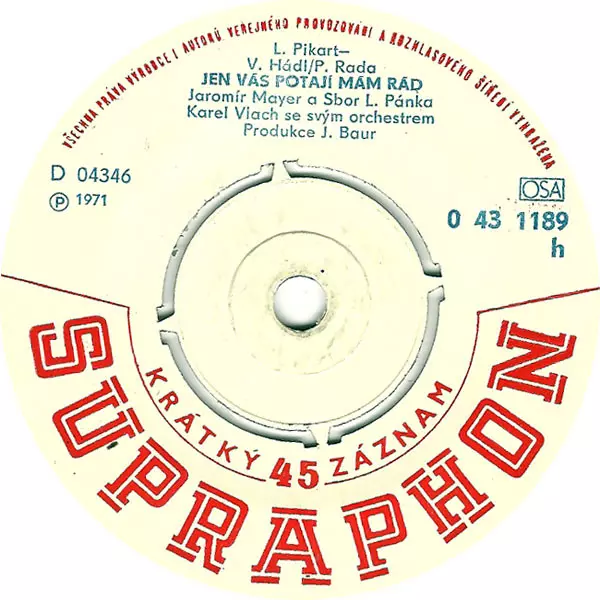 VŠECHNA PRÁVA VÝROBCE I AUTORŮ VEŘEJNÉHO PROVOZOVÁNÍ A ROZHLASOVÉHO ŠÍŘENÍ VYHRAŽENA
L. Pikart–
V. Hádl/P. Rada
JEN VÁS POTAJÍ MÁM RÁD
Jaromír Mayer a Sbor L. Pánka
Karel Vlach se svým orchestrem
Produkce J. Baur
D 04346
Ⓟ 1971
OSA
0 43 1189
h
KRÁTKÝ 45 ZÁZNAM
SUPRAPHON